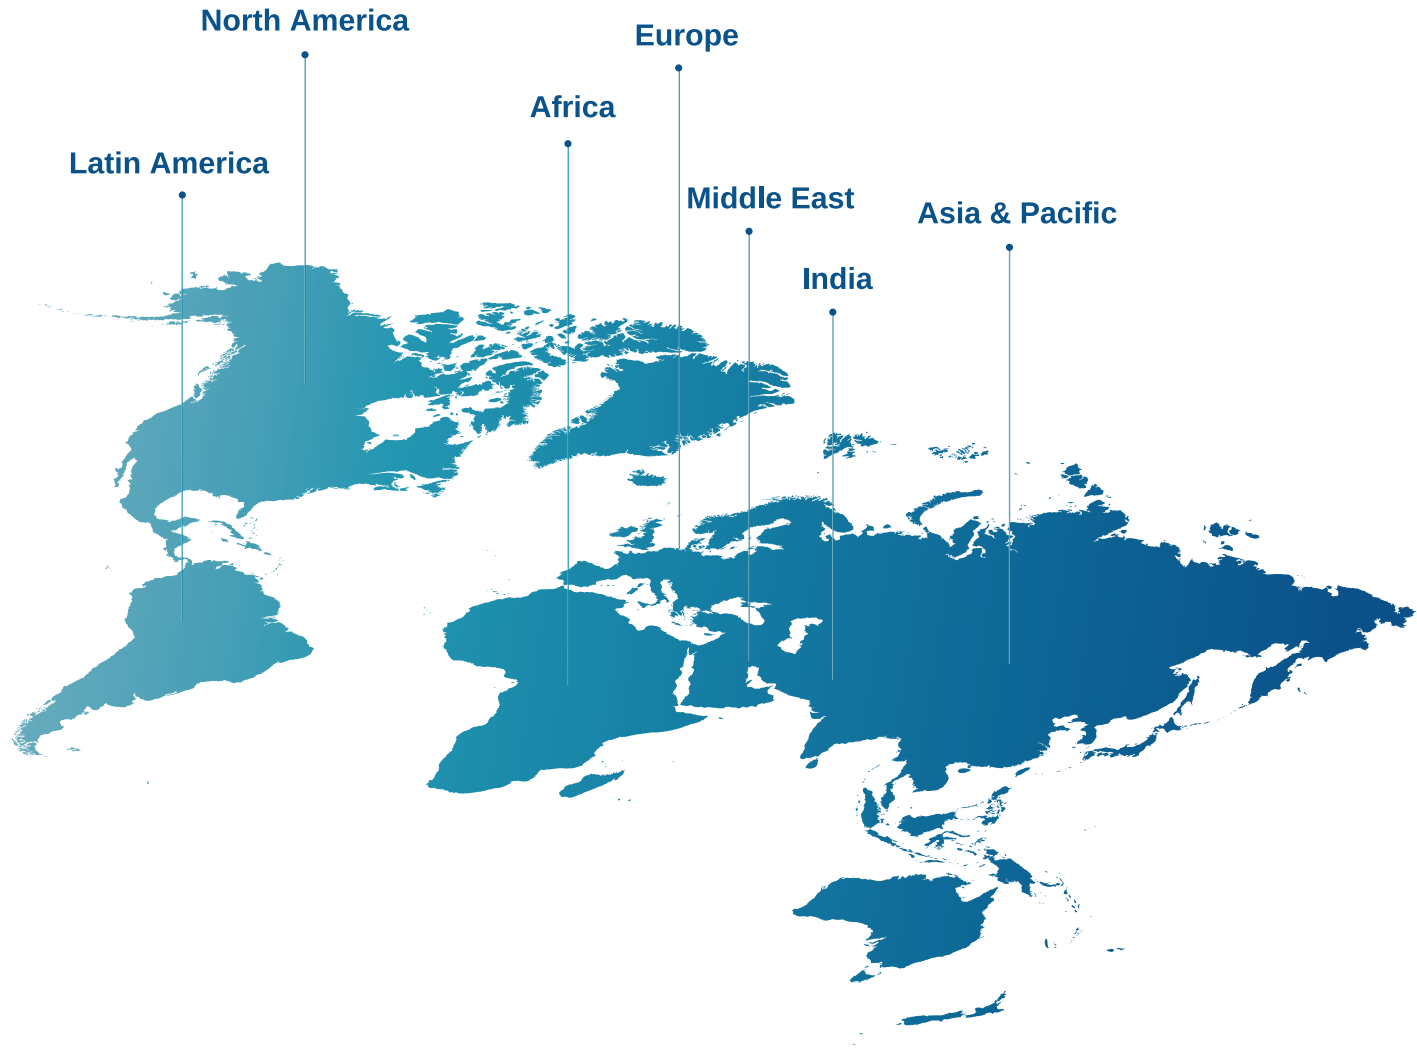 North America
Europe
Africa
Latin America
Middle East
Asia & Pacific
India